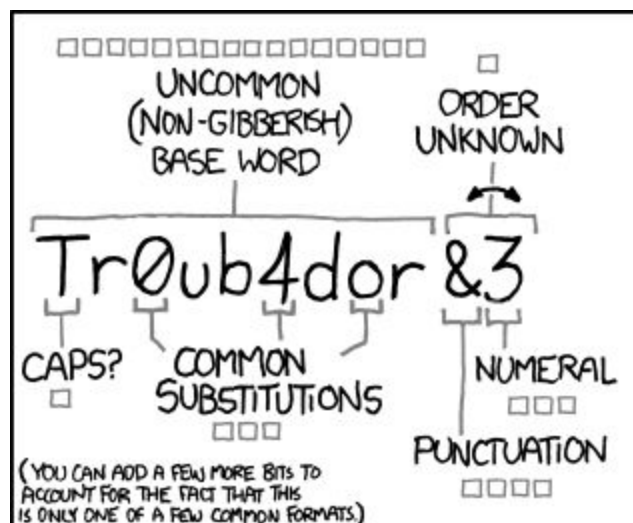 UNCOMMON
(NON-GIBBERISH)
BASE WORD
ORDER
UNKNOWN
Tr0ub4dor &3
CAPS?
COMMON
SUBSTITUTIONS
NUMERAL
PUNCTUATION
(YOU CAN ADD A FEW MORE BITS TO
ACCOUNT FOR THE FACT THAT THIS
IS ONLY ONE OF A FEW COMMON FORMATS.)